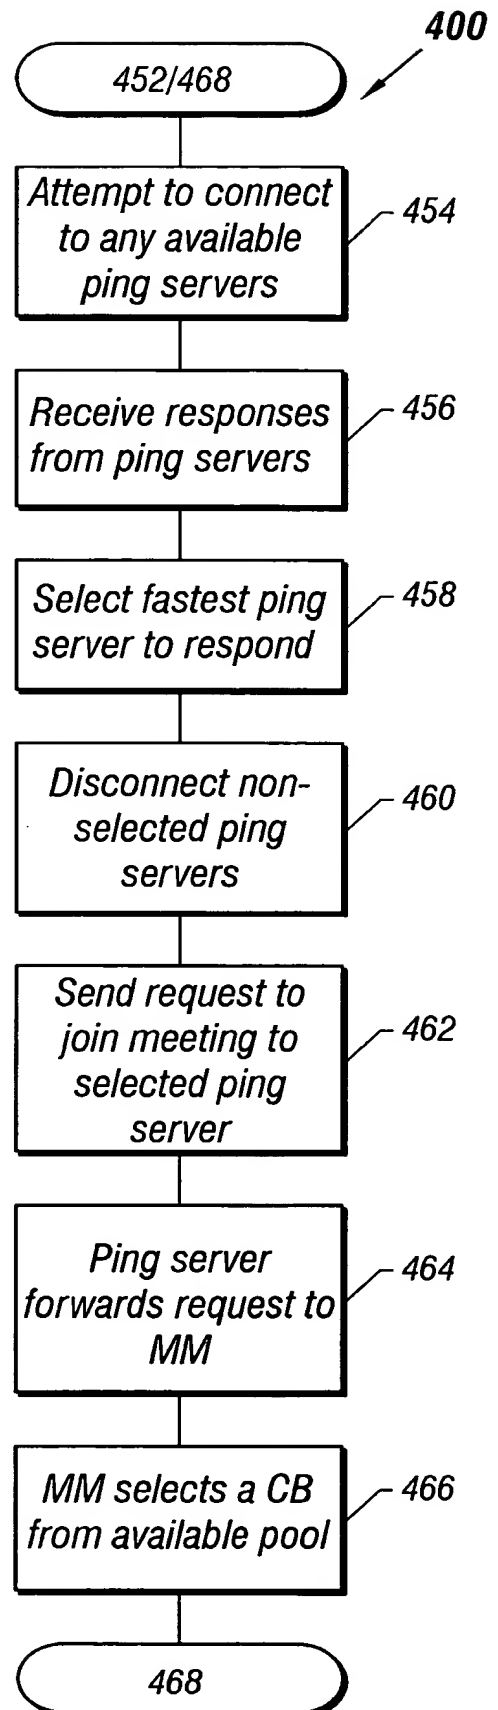 400
452/468
Attempt to connect
to any available
ping servers
454
Receive responses
from ping servers
456
Select fastest ping
server to respond
458
Disconnect non-
selected ping
servers
460
Send request to
join meeting to
selected ping
server
462
Ping server
forwards request to
MM
464
MM selects a CB
from available pool
466
468